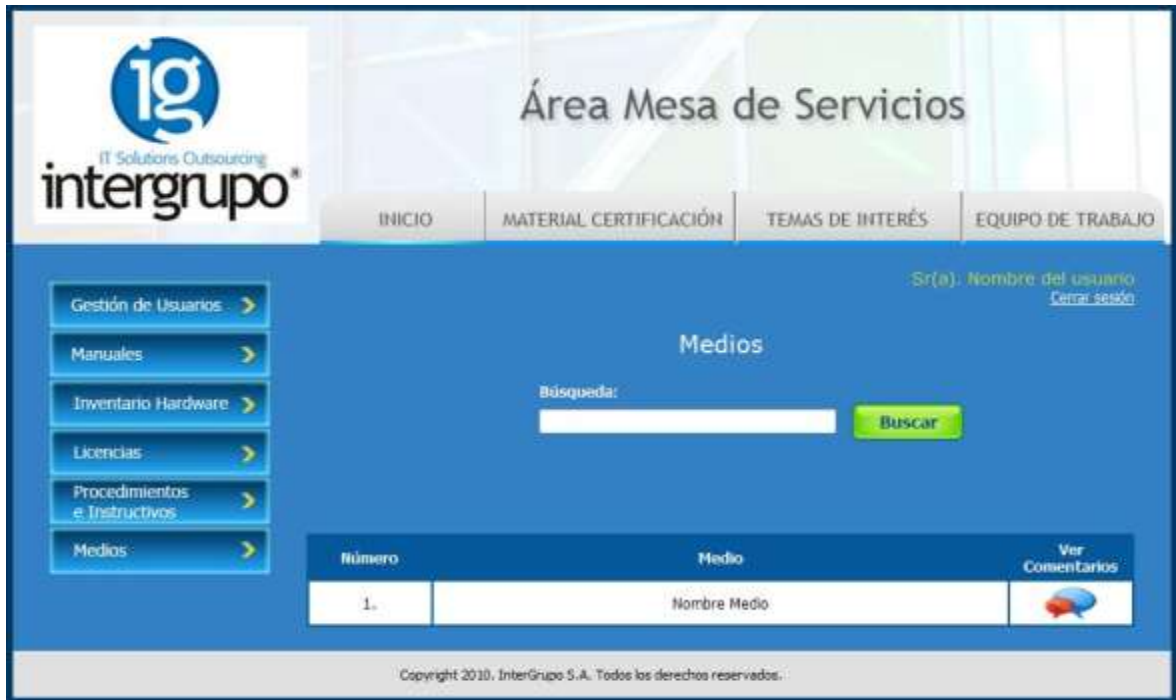 ig
IT Solutions Outsourcing
intergrupo®
Área Mesa de Servicios
INICIO
MATERIAL CERTIFICACIÓN
TEMAS DE INTERÉS
EQUIPO DE TRABAJO
Sr(a). Nombre del usuario
Cerrar sesión
Gestión de Usuarios
Manuales
Inventario Hardware
Licencias
Procedimientos
e Instructivos
Medios
Medios
Búsqueda:
Buscar
Número Medio Ver
Comentarios
1. Nombre Medio
Copyright 2010. InterGrupo S.A. Todos los derechos reservados.